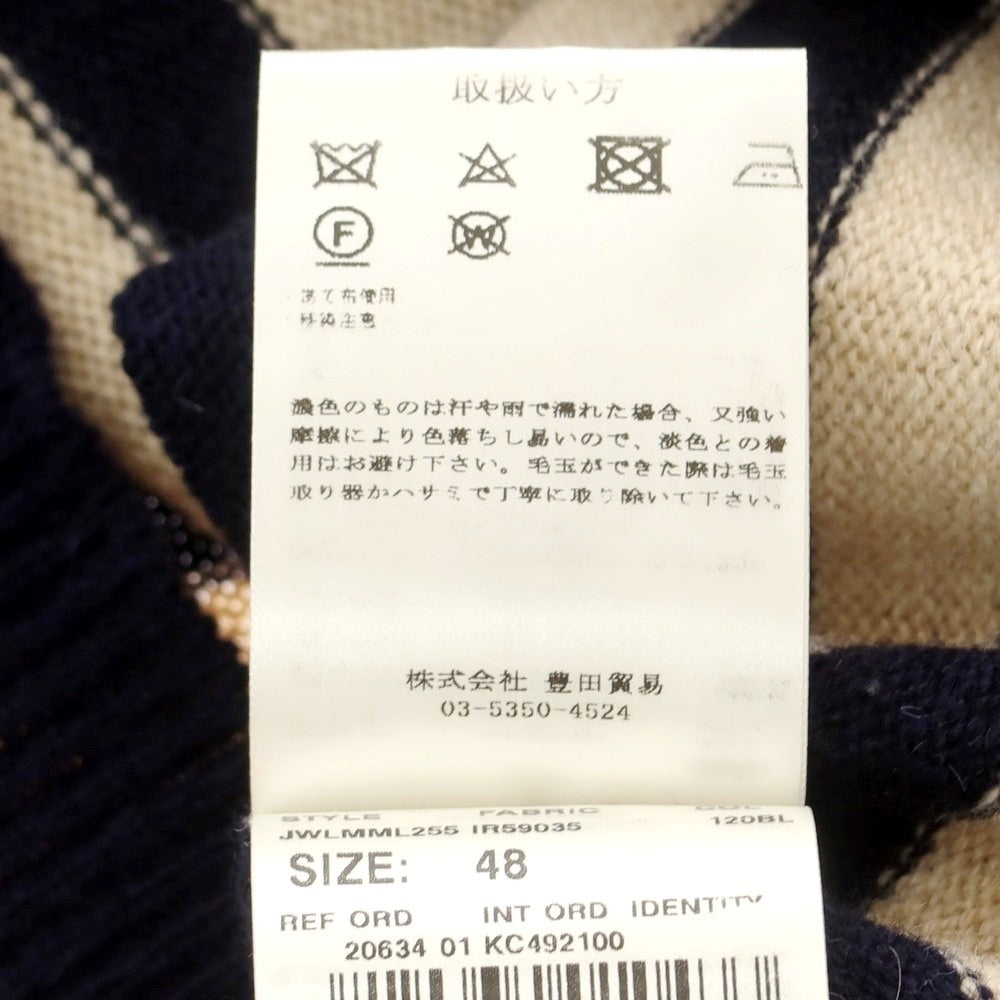 取扱い方
F W
あて布使用
移染注意
濃色のものは汗や雨で濡れた場合、又強い
摩擦により色落ちし易いので、淡色との着
用はお避け下さい。毛玉ができた際は毛玉
取り器かハサミで丁寧に取り除いて下さい。
株式会社 豊田貿易
03-5350-4524
STYLE FABRIC COL
JWLMML255 IR59035 120BL
SIZE: 48
REF ORD INT ORD IDENTITY
20634 01 KC492100